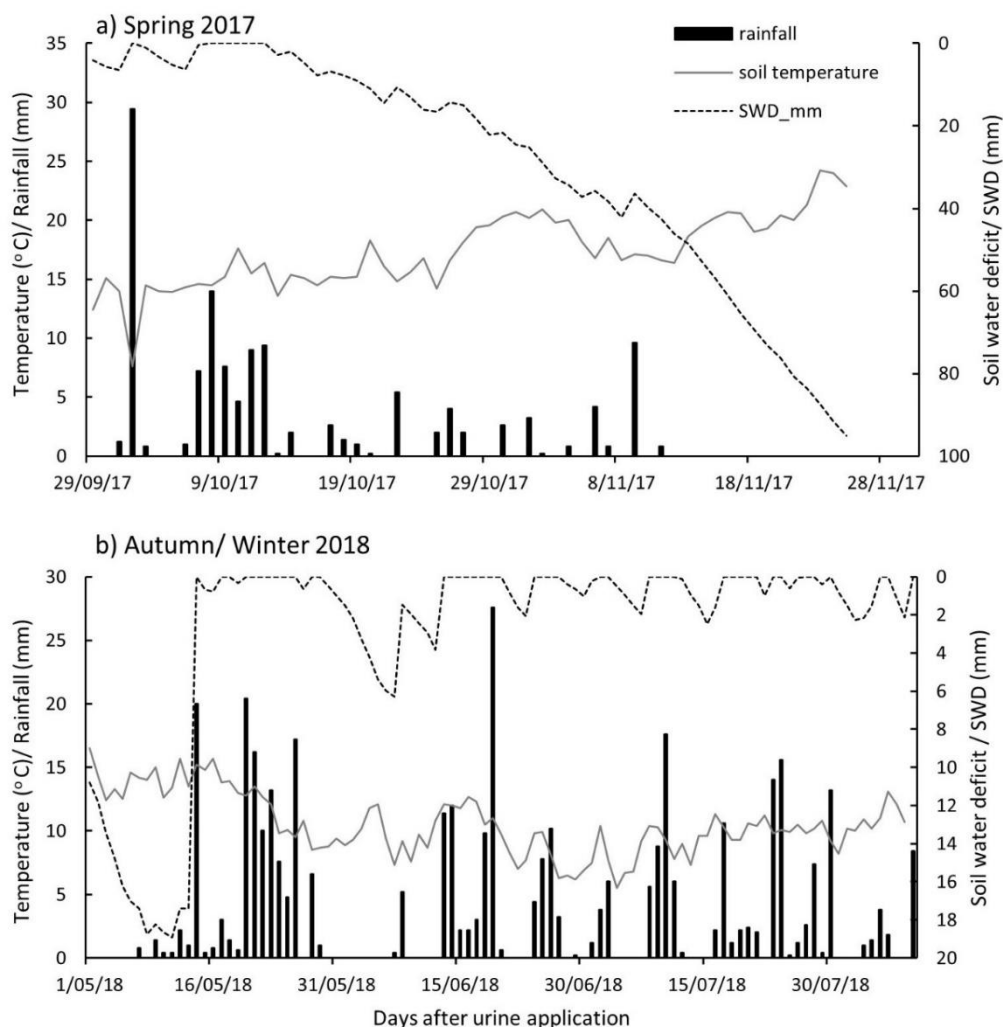 a) Spring 2017
rainfall
soil temperature
SWD_mm
Temperature (°C)/ Rainfall (mm)
35
30
25
20
15
10
5
0
0
20
40
60
80
100
Soil water deficit/ SWD (mm)
29/09/17 9/10/17 19/10/17 29/10/17 8/11/17 18/11/17 28/11/17
b) Autumn/ Winter 2018
Temperature (°C)/ Rainfall (mm)
30
25
20
15
10
5
0
0
2
4
6
8
10
12
14
16
18
20
Soil water deficit / SWD (mm)
1/05/18 16/05/18 31/05/18 15/06/18 30/06/18 15/07/18 30/07/18
Days after urine application